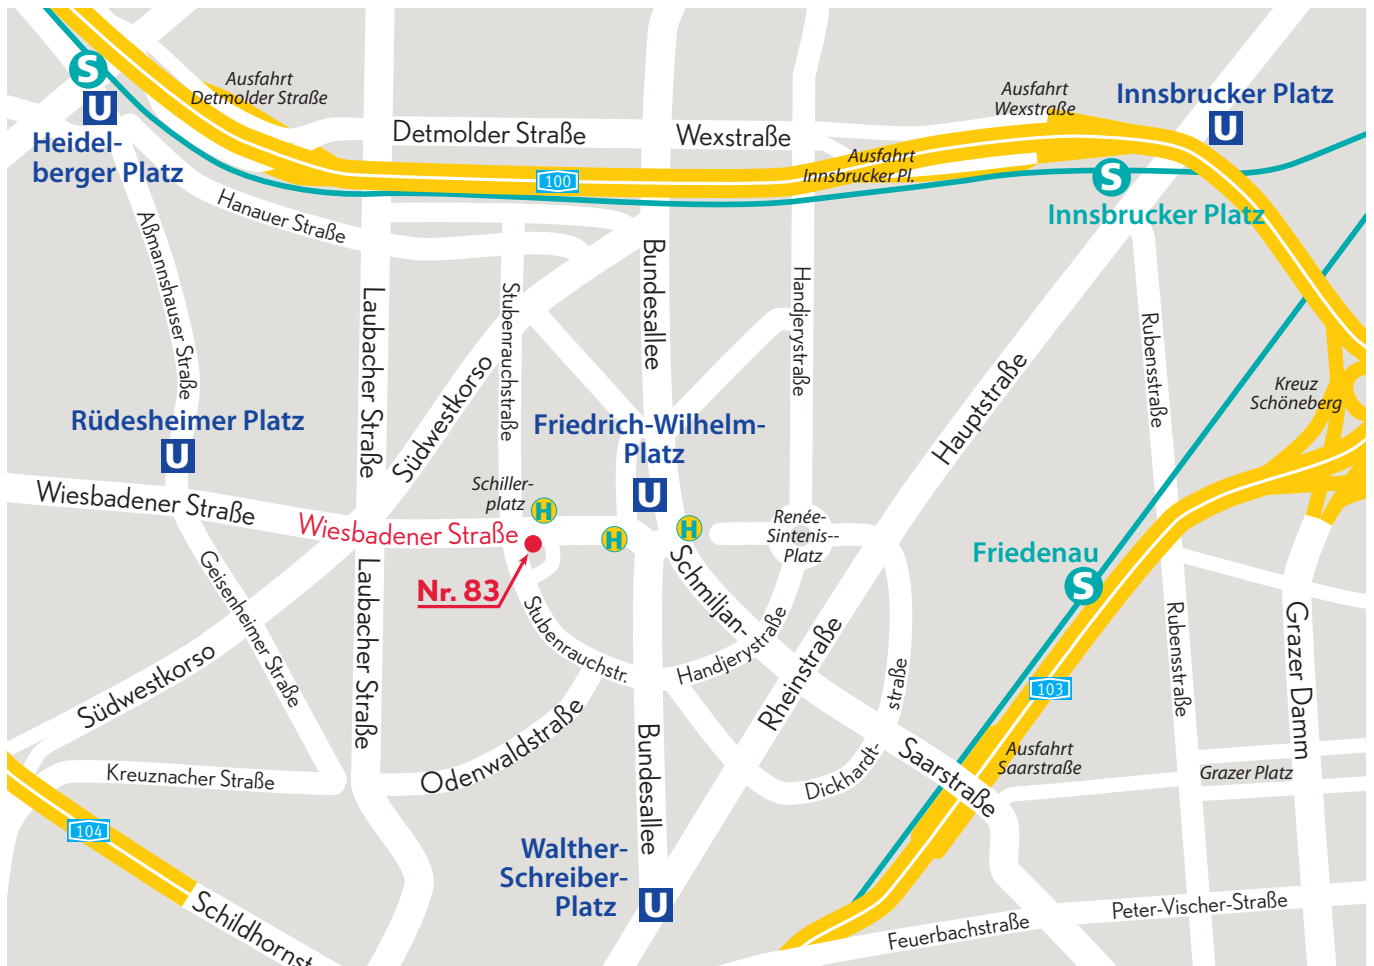 S
U
Heidel-
berger Platz
Ausfahrt
Detmolder Straße
Detmolder Straße
Wexstraße
Ausfahrt
Wexstraße
Innsbrucker Platz
U
Ausfahrt
Innsbrucker Pl.
100
S
Innsbrucker Platz
Hanauer Straße
Aßmannshauser Straße
Laubacher Straße
Stubenrauchstraße
Südwestkorso
Bundesallee
Handjerystraße
Hauptstraße
Rubensstraße
Kreuz
Schöneberg
Rüdesheimer Platz
U
Friedrich-Wilhelm-
Platz
U
Schiller-
platz
H
H
H
Wiesbadener Straße
Wiesbadener Straße
Renée-
Sintenis--
Platz
Nr. 83
Friedenau
S
Geisenheimer Straße
Laubacher Straße
Stubenrauchstr.
Schmiljan-
straße
Handjerystraße
Rheinstraße
Rubensstraße
Grazer Damm
Südwestkorso
103
Kreuznacher Straße
Odenwaldstraße
Bundesallee
Dickhardt-
Saarstraße
Ausfahrt
Saarstraße
Grazer Platz
104
Walther-
Schreiber-
Platz
U
Schildhornst
Feuerbachstraße
Peter-Vischer-Straße